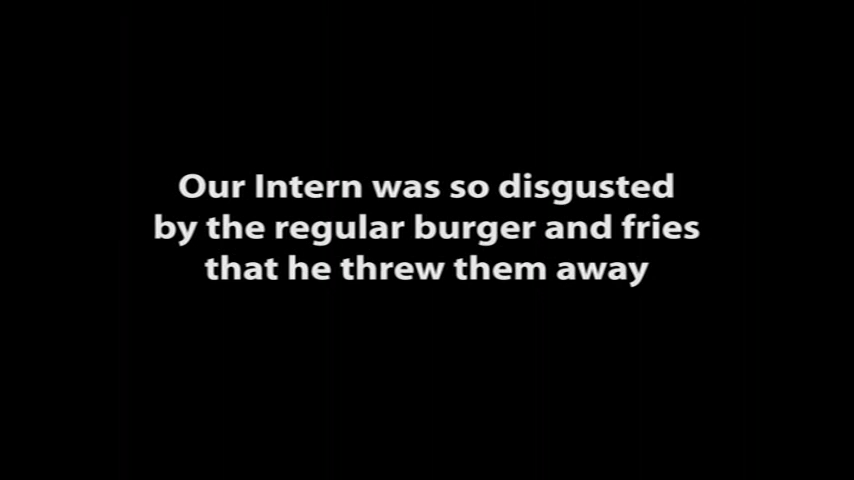 Our Intern was so disgusted
by the regular burger and fries
that he threw them away